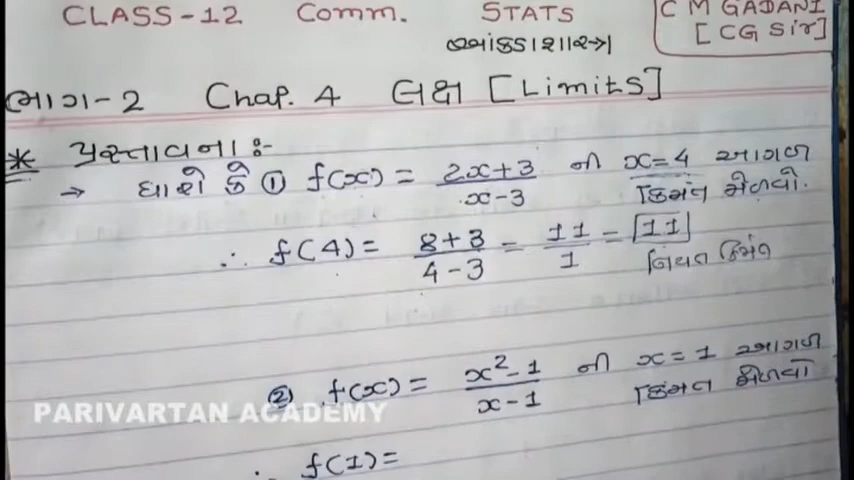 CLASS-12 Comm. STATS C M GADANI
આંકડાશાસ્ત્ર [CG Sir]
ભાગ-2 Chap. 4 લક્ષ [Limits]
* પ્રસ્તાવના :-
→ ધારો કે ① f(x) = (2x+3)/(x-3) ની x=4 આગળ
કિંમત મેળવો.
∴ f(4) = (8+3)/(4-3) = 11/1 = 11
નિયત કિંમત
② f(x) = (x²-1)/(x-1) ની x=1 આગળ
કિંમત મેળવો
PARIVARTAN ACADEMY
∴ f(1)=